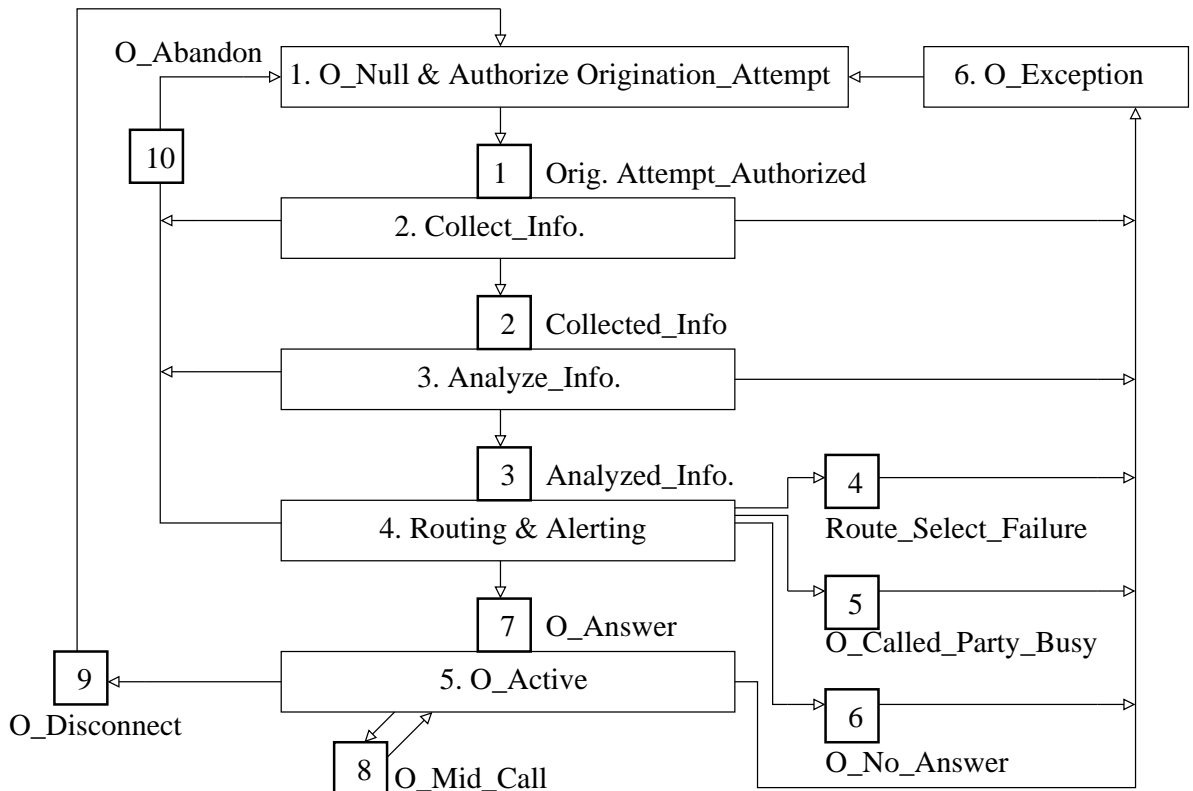 O_Abandon
1. O_Null & Authorize Origination_Attempt
6. O_Exception
10
1
Orig. Attempt_Authorized
2. Collect_Info.
2
Collected_Info
3. Analyze_Info.
3
Analyzed_Info.
4
Route_Select_Failure
4. Routing & Alerting
5
O_Called_Party_Busy
7
O_Answer
9
O_Disconnect
5. O_Active
6
O_No_Answer
8
O_Mid_Call